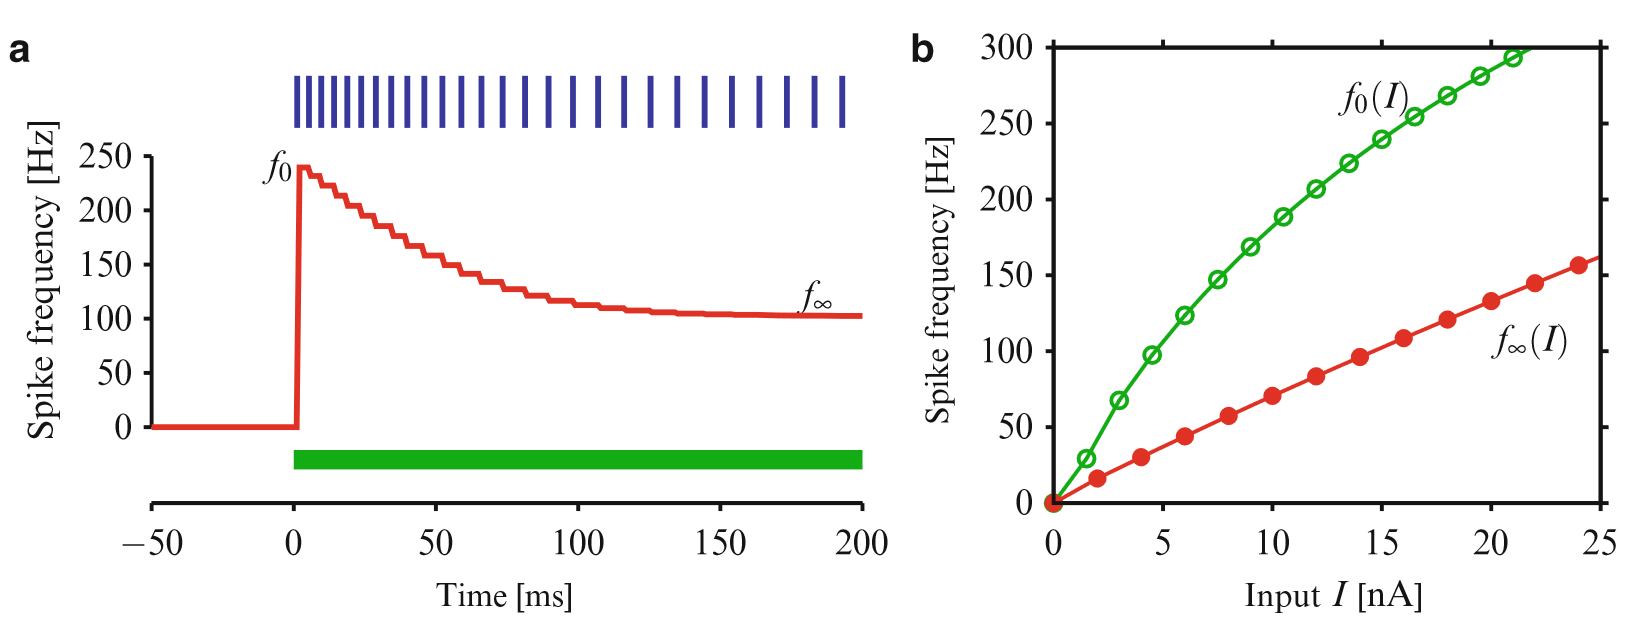 a
Spike frequency [Hz]
250
200
150
100
50
0
f0
f∞
−50 0 50 100 150 200
Time [ms]
b
Spike frequency [Hz]
300
250
200
150
100
50
0
f0(I)
f∞(I)
0 5 10 15 20 25
Input I [nA]